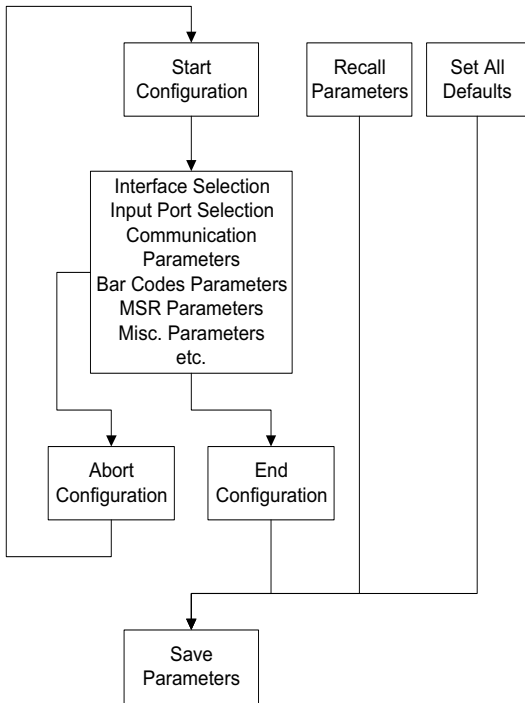 Start
Configuration
Recall
Parameters
Set All
Defaults
Interface Selection
Input Port Selection
Communication
Parameters
Bar Codes Parameters
MSR Parameters
Misc. Parameters
etc.
Abort
Configuration
End
Configuration
Save
Parameters